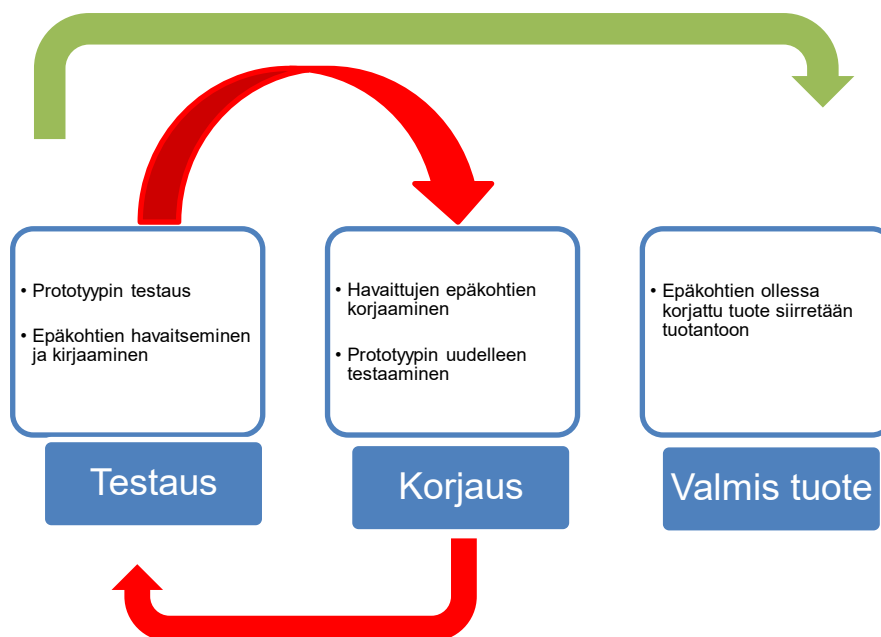 • Prototyypin testaus
• Epäkohtien havaitseminen
ja kirjaaminen
Testaus
• Havaittujen epäkohtien
korjaaminen
• Prototyypin uudelleen
testaaminen
Korjaus
• Epäkohtien ollessa
korjattu tuote siirretään
tuotantoon
Valmis tuote